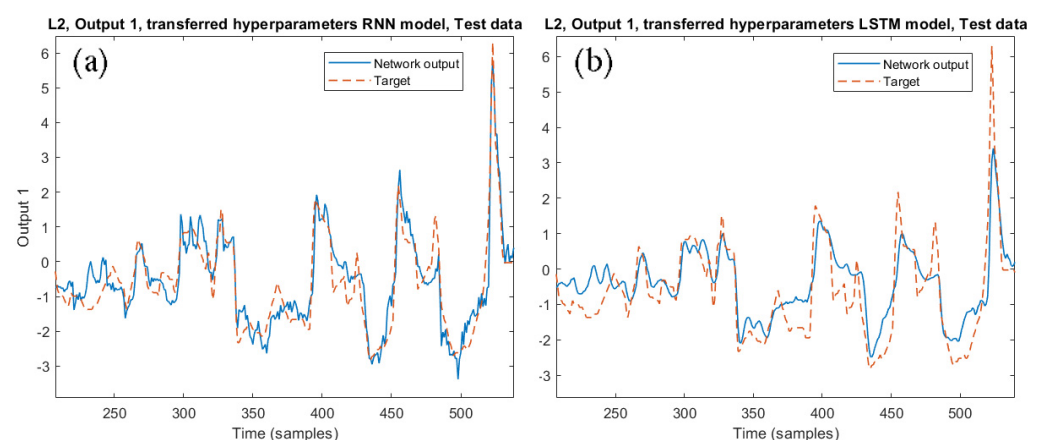 L2, Output 1, transferred hyperparameters RNN model, Test data
(a)
Network output
Target
6
5
4
3
2
1
0
-1
-2
-3
Output 1
250
300
350
400
450
500
Time (samples)
L2, Output 1, transferred hyperparameters LSTM model, Test data
(b)
Network output
Target
6
5
4
3
2
1
0
-1
-2
-3
250
300
350
400
450
500
Time (samples)